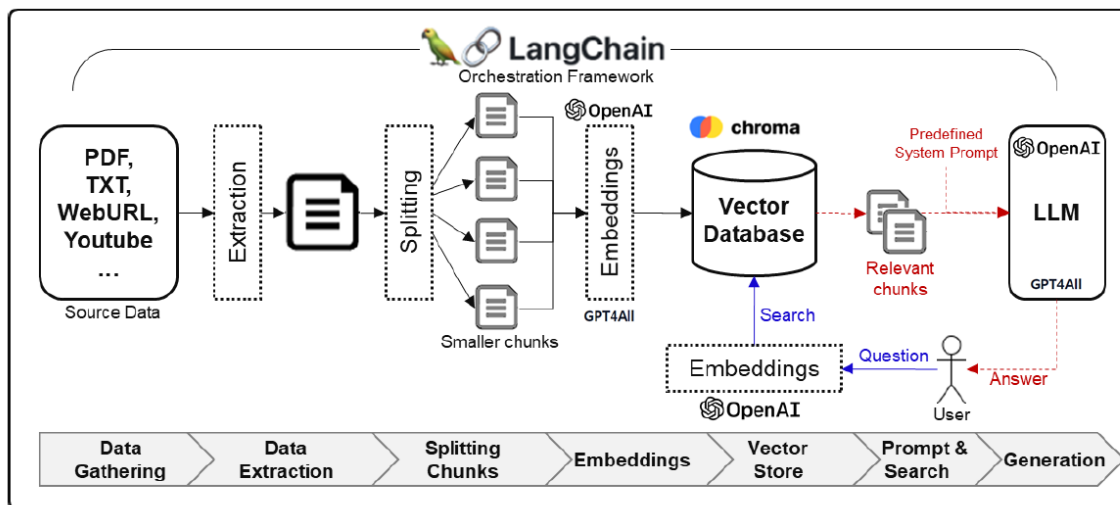 LangChain
Orchestration Framework
PDF,
TXT,
WebURL,
Youtube
...
Source Data
Extraction
Splitting
Smaller chunks
OpenAI
Embeddings
GPT4All
chroma
Vector
Database
Relevant
chunks
Predefined
System Prompt
OpenAI
LLM
GPT4All
Search
Embeddings
OpenAI
Question
User
Answer
Data
Gathering
Data
Extraction
Splitting
Chunks
Embeddings
Vector
Store
Prompt &
Search
Generation